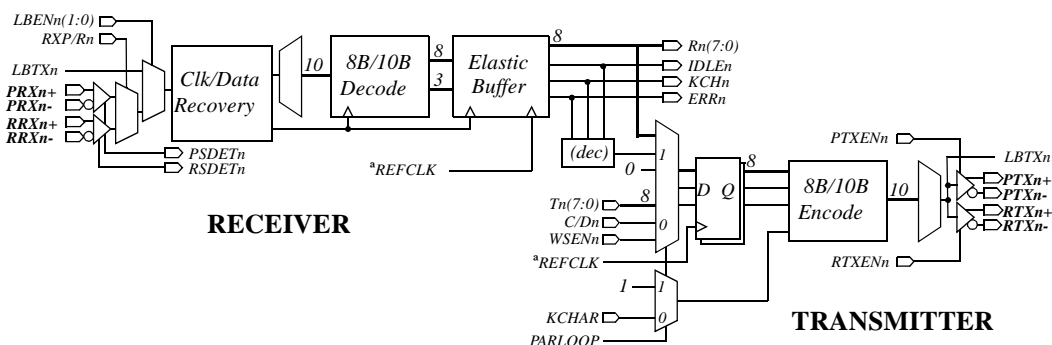 LBENn(1:0)
RXP/Rn
LBTXn
PRXn+
PRXn-
RRXn+
RRXn-
Clk/Data
Recovery
10
8B/10B
Decode
8
3
Elastic
Buffer
8
Rn(7:0)
IDLEn
KCHn
ERRn
PSDETn
RSDETn
aREFCLK
(dec)
1
0
Tn(7:0)
8
C/Dn
0
WSENn
aREFCLK
D Q
8
8B/10B
Encode
10
PTXENn
LBTXn
PTXn+
PTXn-
RTXn+
RTXn-
RTXENn
RECEIVER
1
1
KCHAR
0
PARLOOP
TRANSMITTER